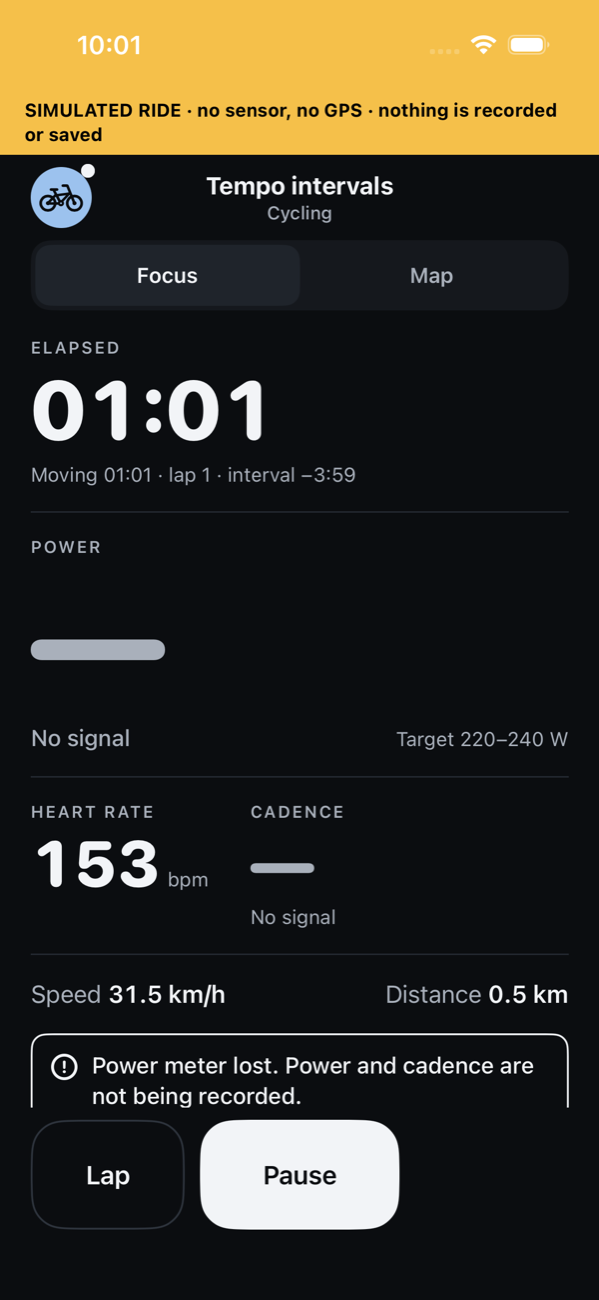 10:01
SIMULATED RIDE · no sensor, no GPS · nothing is recorded
or saved
Tempo intervals
Cycling
Focus
Map
ELAPSED
01:01
Moving 01:01 · lap 1 · interval −3:59
POWER
No signal
Target 220–240 W
HEART RATE
CADENCE
153 bpm
No signal
Speed 31.5 km/h
Distance 0.5 km
Power meter lost. Power and cadence are
not being recorded.
Lap
Pause